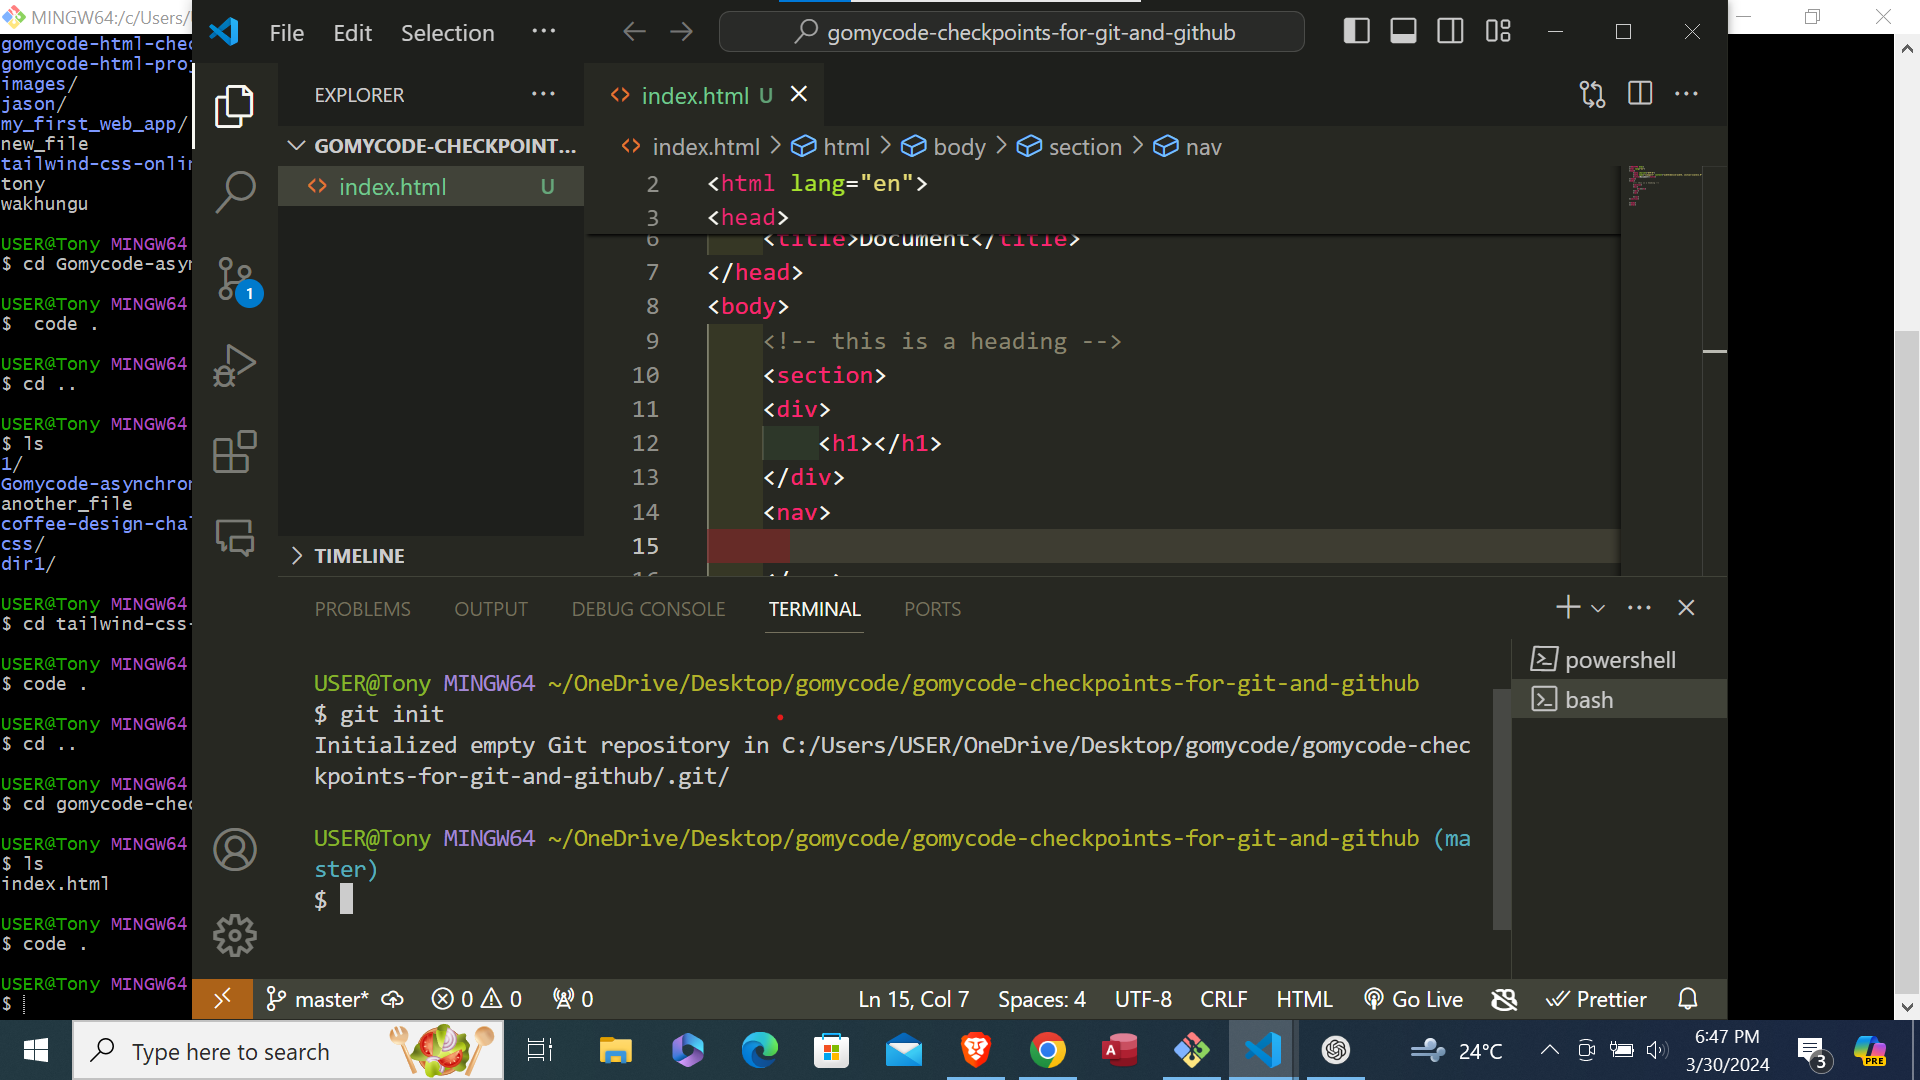 MINGW64:/c/Users/
gomycode-html-chec
gomycode-html-proj
images/
jason/
my_first_web_app/
new_file
tailwind-css-onlin
tony
wakhungu
USER@Tony MINGW64
$ cd Gomycode-asyn
USER@Tony MINGW64
$  code .
USER@Tony MINGW64
$ cd ..
USER@Tony MINGW64
$ ls
1/
Gomycode-asynchron
another_file
coffee-design-chal
css/
dir1/
USER@Tony MINGW64
$ cd tailwind-css-
USER@Tony MINGW64
$ code .
USER@Tony MINGW64
$ cd ..
USER@Tony MINGW64
$ cd gomycode-chec
USER@Tony MINGW64
$ ls
index.html
USER@Tony MINGW64
$ code .
USER@Tony MINGW64
$
File Edit Selection ...
gomycode-checkpoints-for-git-and-github
EXPLORER
GOMYCODE-CHECKPOINT...
index.html U
1
TIMELINE
index.html U
index.html > html > body > section > nav
2 <html lang="en">
3 <head>
6 <title>Document</title>
7 </head>
8 <body>
9 <!-- this is a heading -->
10 <section>
11 <div>
12 <h1></h1>
13 </div>
14 <nav>
15
PROBLEMS OUTPUT DEBUG CONSOLE TERMINAL PORTS
powershell
bash
USER@Tony MINGW64 ~/OneDrive/Desktop/gomycode/gomycode-checkpoints-for-git-and-github
$ git init
Initialized empty Git repository in C:/Users/USER/OneDrive/Desktop/gomycode/gomycode-chec
kpoints-for-git-and-github/.git/
USER@Tony MINGW64 ~/OneDrive/Desktop/gomycode/gomycode-checkpoints-for-git-and-github (ma
ster)
$
master* 0 0 0 Ln 15, Col 7 Spaces: 4 UTF-8 CRLF HTML Go Live Prettier
Type here to search
24°C
6:47 PM
3/30/2024
3
PRE